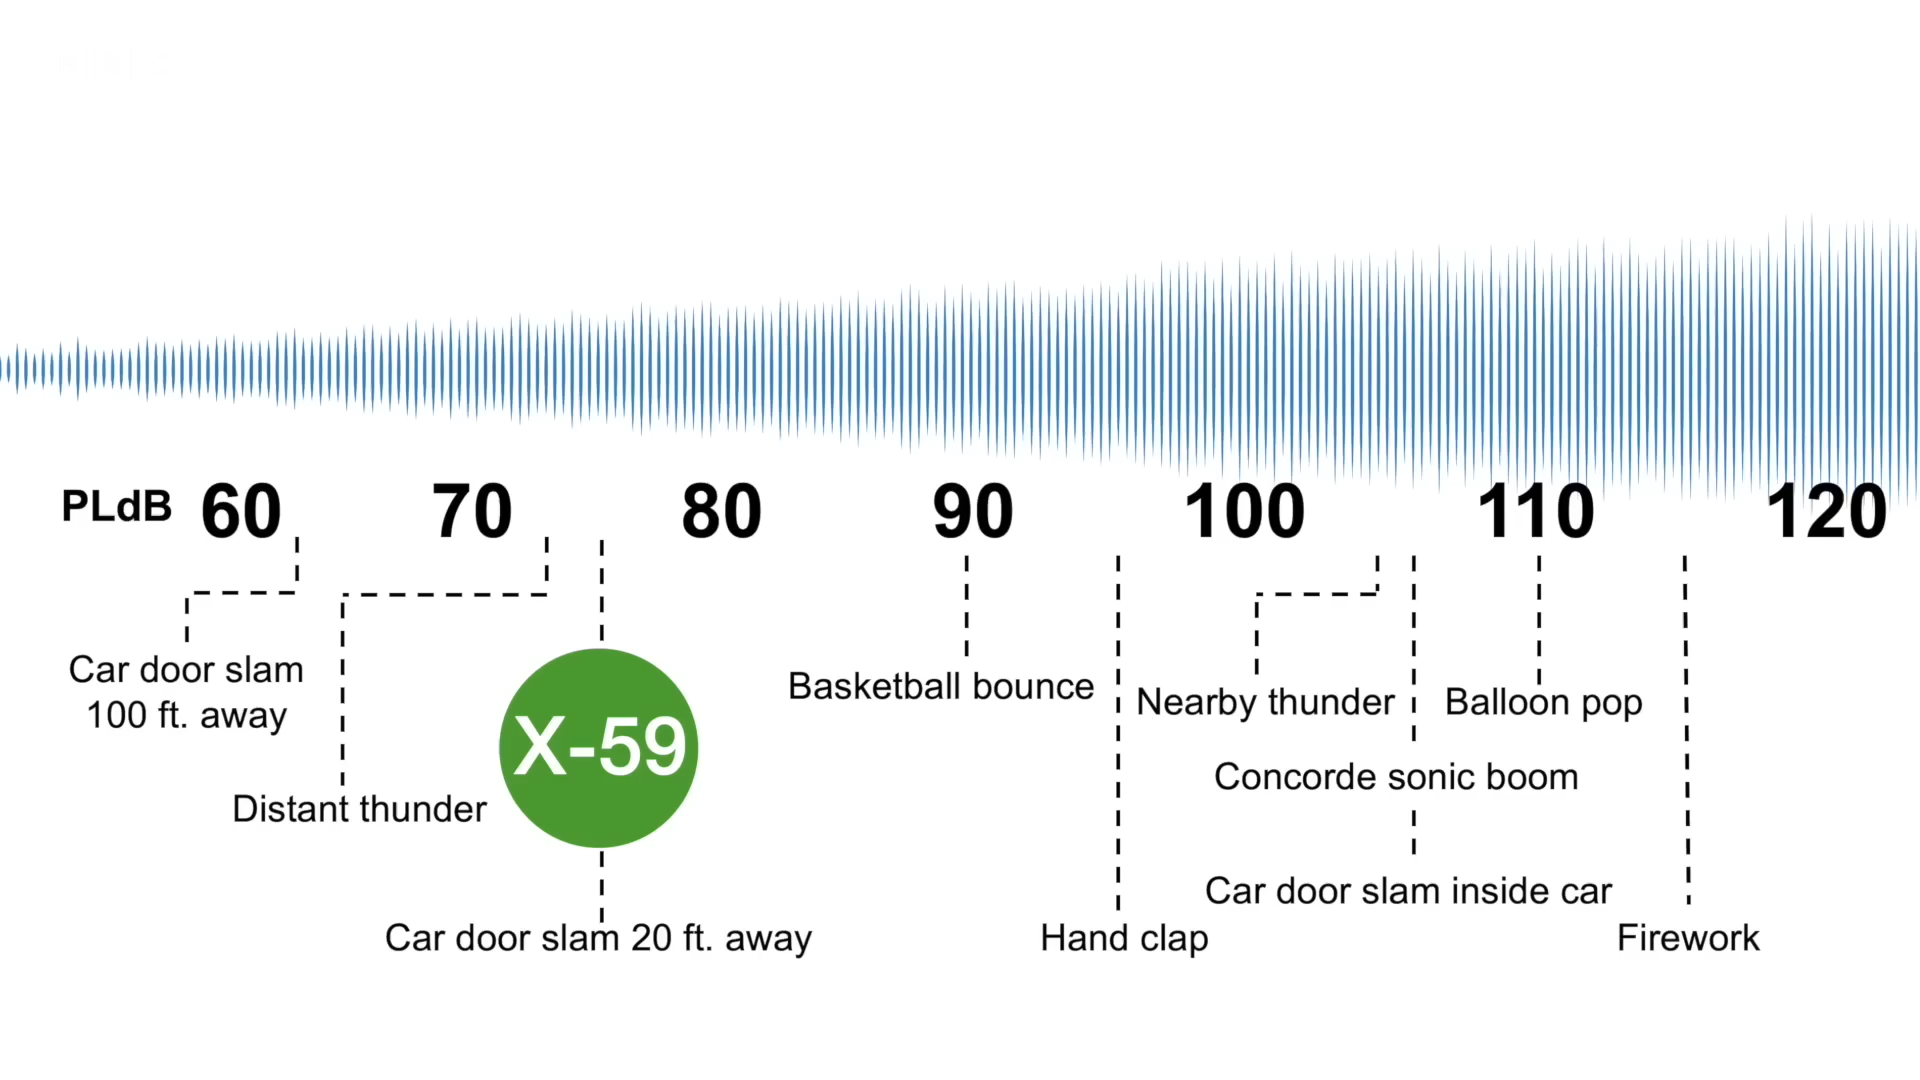 PLdB 60 70 80 90 100 110 120
Car door slam
100 ft. away
Distant thunder
X-59
Car door slam 20 ft. away
Basketball bounce
Hand clap
Nearby thunder
Concorde sonic boom
Car door slam inside car
Balloon pop
Firework